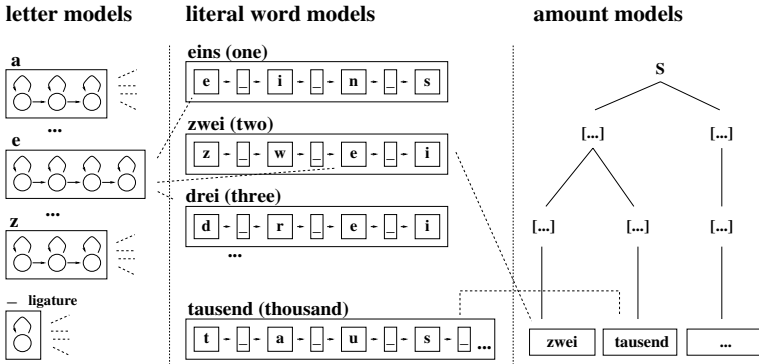 letter models
a
...
e
...
z
_ ligature
literal word models
eins (one)
e _ i _ n _ s
zwei (two)
z _ w _ e _ i
drei (three)
d _ r _ e _ i
...
tausend (thousand)
t _ a _ u _ s _ ...
amount models
S
[...] [...]
[...] [...] [...]
zwei tausend ...